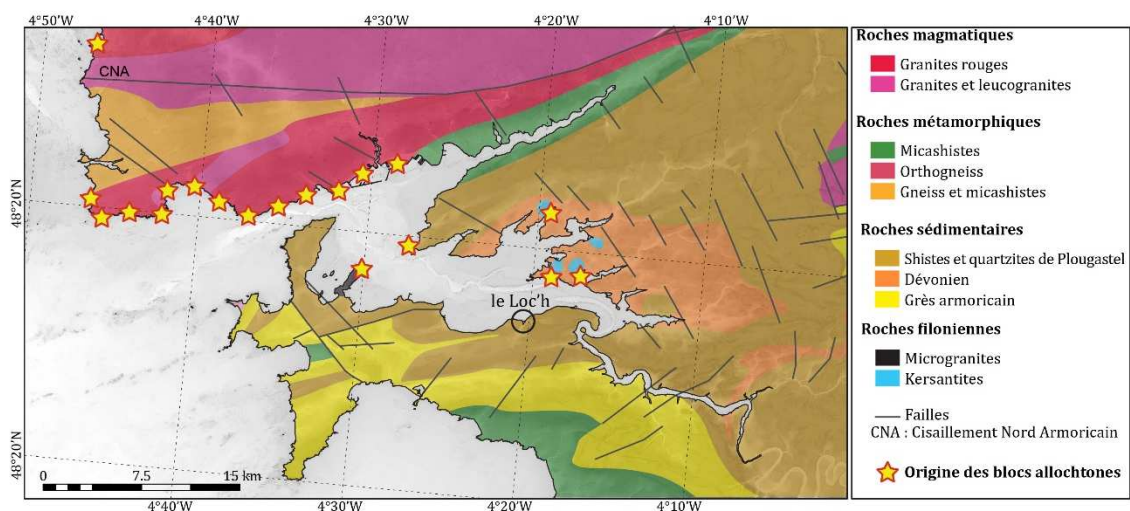 4°50'W
4°40'W
4°30'W
4°20'W
4°10'W
CNA
48°20'N
le Loc'h
48°20'N
0
7.5
15 km
4°40'W
4°30'W
4°20'W
4°10'W
Roches magmatiques
Granites rouges
Granites et leucogranites
Roches métamorphiques
Micashistes
Orthogneiss
Gneiss et micashistes
Roches sédimentaires
Shistes et quartzites de Plougastel
Dévonien
Grès armoricain
Roches filoniennes
Microgranites
Kersantites
Failles
CNA : Cisaillement Nord Armoricain
Origine des blocs allochtones